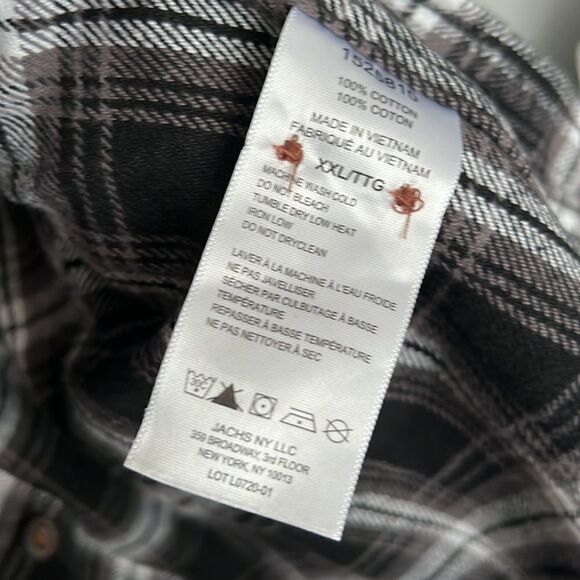 1525815
100% COTTON
100% COTON
MADE IN VIETNAM
FABRIQUÉ AU VIETNAM
XXL/TTG
MACHINE WASH COLD
DO NOT BLEACH
TUMBLE DRY LOW HEAT
IRON LOW
DO NOT DRYCLEAN
LAVER À LA MACHINE À L'EAU FROIDE
NE PAS JAVELLISER
SÉCHER PAR CULBUTAGE À BASSE
TEMPÉRATURE
REPASSER À BASSE TEMPÉRATURE
NE PAS NETTOYER À SEC
30C
JACHS NY LLC
359 BROADWAY, 3rd FLOOR
NEW YORK, NY 10013
LOT L0720-01